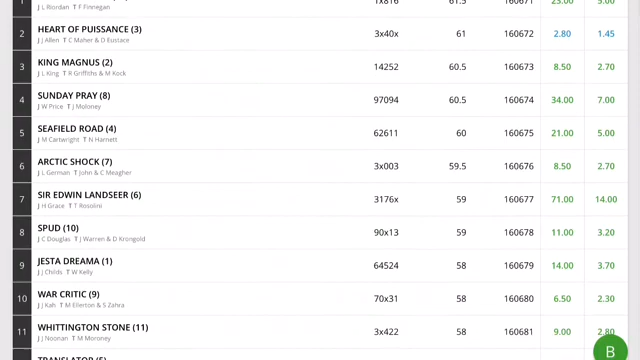 1 J L Riordan T T Finnegan 1x816 61.5 160671 23.00 5.00
2 HEART OF PUISSANCE (3) 3x40x 61 160672 2.80 1.45
J J Allen T C Maher & D Eustace
3 KING MAGNUS (2) 14252 60.5 160673 8.50 2.70
J L King T R Griffiths & M Kock
4 SUNDAY PRAY (8) 97094 60.5 160674 34.00 7.00
J W Price T J Moloney
5 SEAFIELD ROAD (4) 62611 60 160675 21.00 5.00
J M Cartwright T N Harnett
6 ARCTIC SHOCK (7) 3x003 59.5 160676 8.50 2.70
J L German T John & C Meagher
7 SIR EDWIN LANDSEER (6) 3176x 59 160677 71.00 14.00
J H Grace T T Rosolini
8 SPUD (10) 90x13 59 160678 11.00 3.20
J C Douglas T J Warren & D Krongold
9 JESTA DREAMA (1) 64524 58 160679 14.00 3.70
J J Childs T W Kelly
10 WAR CRITIC (9) 70x31 58 160680 6.50 2.30
J J Kah T M Ellerton & S Zahra
11 WHITTINGTON STONE (11) 3x422 58 160681 9.00 2.80
J J Noonan T M Moroney
TRANSLATOR (5)
B